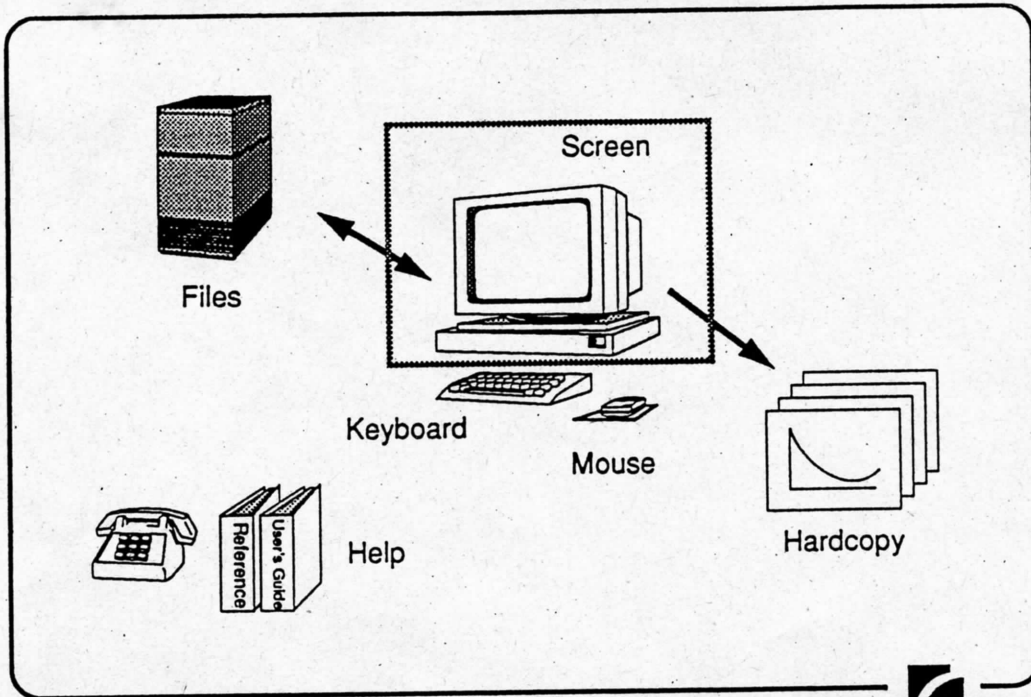 Screen
Files
Keyboard
Mouse
Reference
User's Guide
Help
Hardcopy